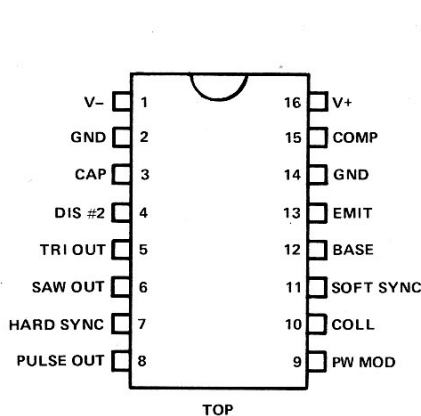 V– 1 16 V+
GND 2 15 COMP
CAP 3 14 GND
DIS #2 4 13 EMIT
TRI OUT 5 12 BASE
SAW OUT 6 11 SOFT SYNC
HARD SYNC 7 10 COLL
PULSE OUT 8 9 PW MOD
TOP